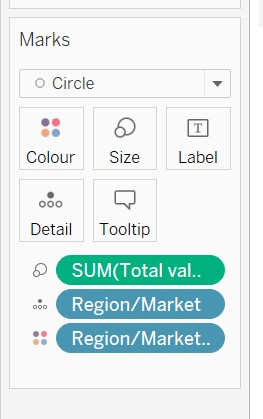 Marks
Circle
Colour Size Label
Detail Tooltip
SUM(Total val..
Region/Market
Region/Market..